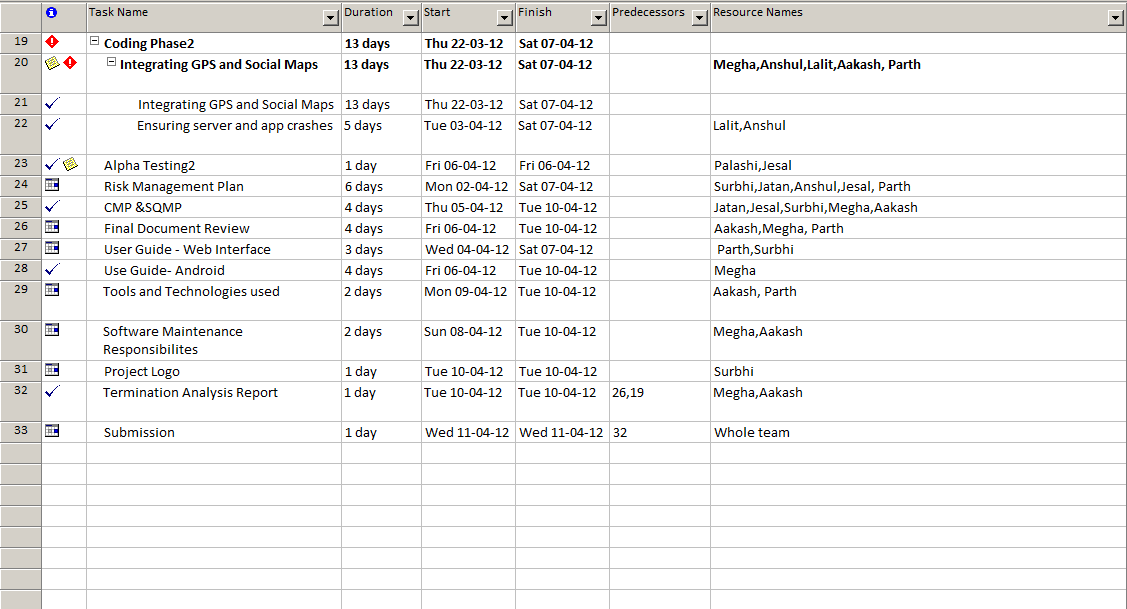 Task Name Duration Start Finish Predecessors Resource Names
19 Coding Phase2 13 days Thu 22-03-12 Sat 07-04-12
20 Integrating GPS and Social Maps 13 days Thu 22-03-12 Sat 07-04-12 Megha,Anshul,Lalit,Aakash, Parth
21 Integrating GPS and Social Maps 13 days Thu 22-03-12 Sat 07-04-12
22 Ensuring server and app crashes 5 days Tue 03-04-12 Sat 07-04-12 Lalit,Anshul
23 Alpha Testing2 1 day Fri 06-04-12 Fri 06-04-12 Palashi,Jesal
24 Risk Management Plan 6 days Mon 02-04-12 Sat 07-04-12 Surbhi,Jatan,Anshul,Jesal, Parth
25 CMP &SQMP 4 days Thu 05-04-12 Tue 10-04-12 Jatan,Jesal,Surbhi,Megha,Aakash
26 Final Document Review 4 days Fri 06-04-12 Tue 10-04-12 Aakash,Megha, Parth
27 User Guide - Web Interface 3 days Wed 04-04-12 Sat 07-04-12 Parth,Surbhi
28 Use Guide- Android 4 days Fri 06-04-12 Tue 10-04-12 Megha
29 Tools and Technologies used 2 days Mon 09-04-12 Tue 10-04-12 Aakash, Parth
30 Software Maintenance 2 days Sun 08-04-12 Tue 10-04-12 Megha,Aakash
Responsibilites
31 Project Logo 1 day Tue 10-04-12 Tue 10-04-12 Surbhi
32 Termination Analysis Report 1 day Tue 10-04-12 Tue 10-04-12 26,19 Megha,Aakash
33 Submission 1 day Wed 11-04-12 Wed 11-04-12 32 Whole team